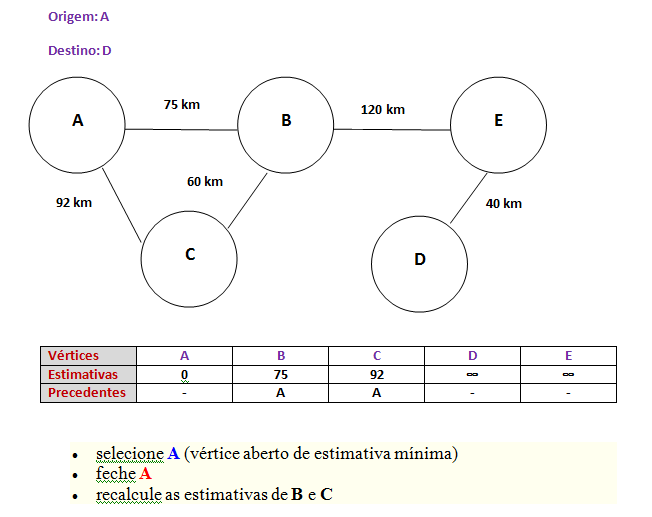 Origem: A
Destino: D
75 km
120 km
A
B
E
60 km
92 km
40 km
C
D
Vértices A B C D E
Estimativas 0 75 92 ∞ ∞
Precedentes - A A - -
• selecione A (vértice aberto de estimativa mínima)
• feche A
• recalcule as estimativas de B e C